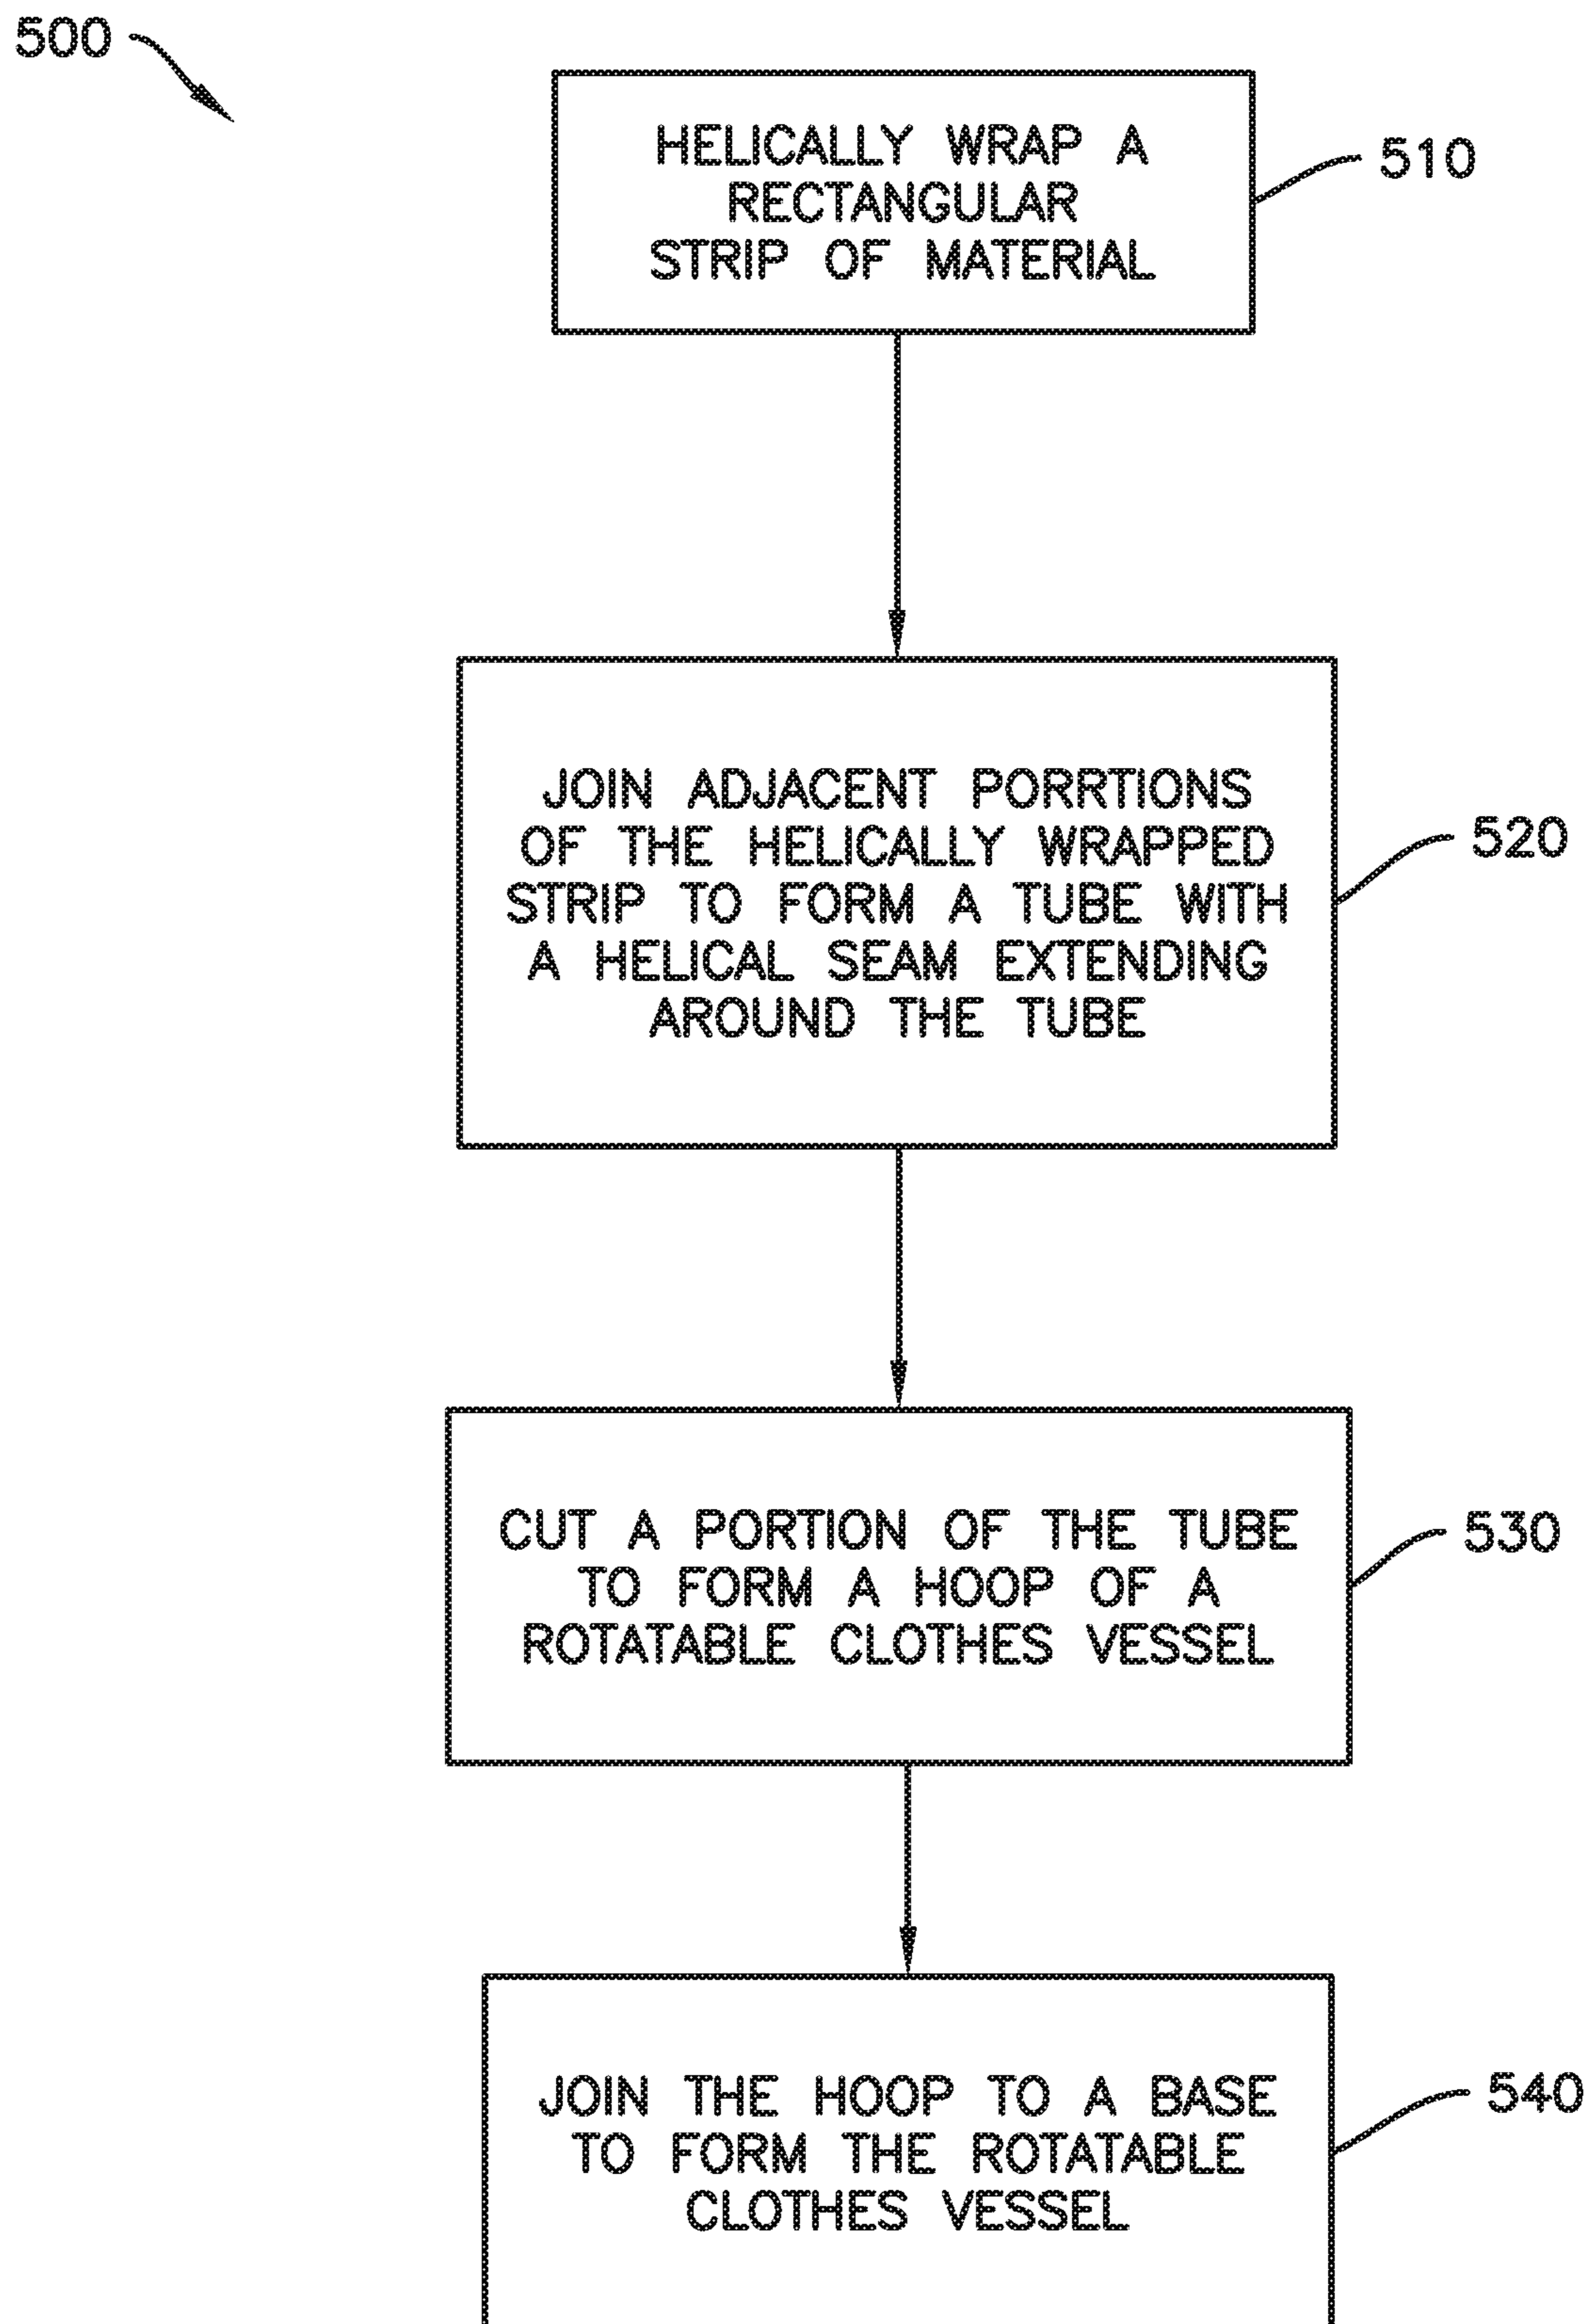 500
HELICALLY WRAP A
RECTANGULAR
STRIP OF MATERIAL
510
JOIN ADJACENT PORRTIONS
OF THE HELICALLY WRAPPED
STRIP TO FORM A TUBE WITH
A HELICAL SEAM EXTENDING
AROUND THE TUBE
520
CUT A PORTION OF THE TUBE
TO FORM A HOOP OF A
ROTATABLE CLOTHES VESSEL
530
JOIN THE HOOP TO A BASE
TO FORM THE ROTATABLE
CLOTHES VESSEL
540